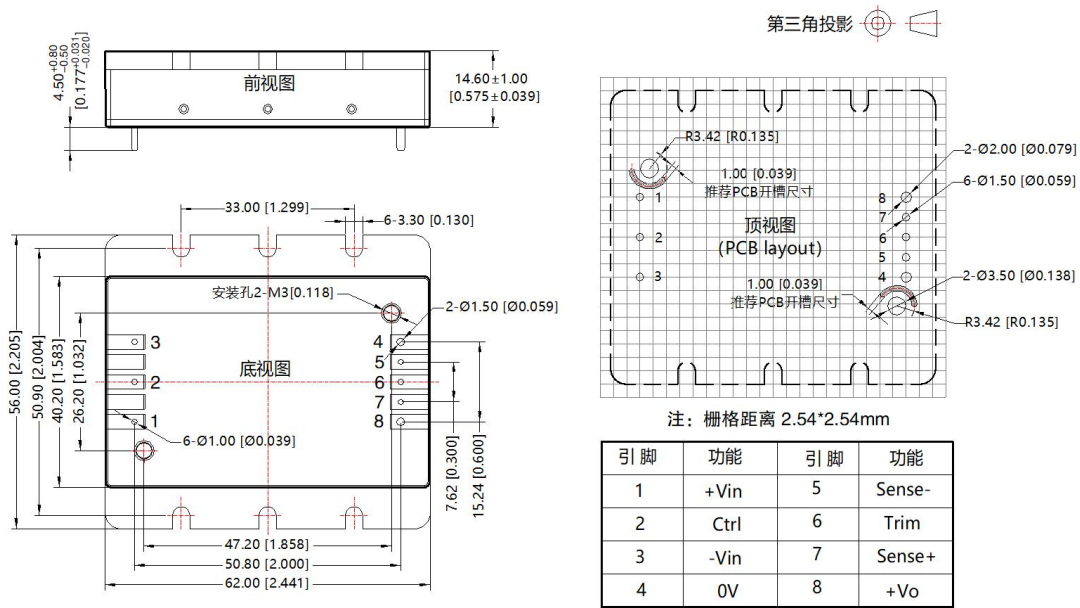 第三角投影
4.50+0.80-0.50
[0.177+0.031-0.020]
前视图
14.60±1.00
[0.575±0.039]
33.00 [1.299]
6-3.30 [0.130]
安装孔2-M3[0.118]
2-Ø1.50 [Ø0.059]
56.00 [2.205]
50.90 [2.004]
40.20 [1.583]
26.20 [1.032]
3
2
1
底视图
4
5
6
7
8
6-Ø1.00 [Ø0.039]
7.62 [0.300]
15.24 [0.600]
47.20 [1.858]
50.80 [2.000]
62.00 [2.441]
R3.42 [R0.135]
1.00 [0.039]
推荐PCB开槽尺寸
2-Ø2.00 [Ø0.079]
6-Ø1.50 [Ø0.059]
1
2
3
8
7
6
5
4
顶视图
(PCB layout)
1.00 [0.039]
推荐PCB开槽尺寸
2-Ø3.50 [Ø0.138]
R3.42 [R0.135]
注：栅格距离 2.54*2.54mm
引脚 功能 引脚 功能
1 +Vin 5 Sense-
2 Ctrl 6 Trim
3 -Vin 7 Sense+
4 0V 8 +Vo